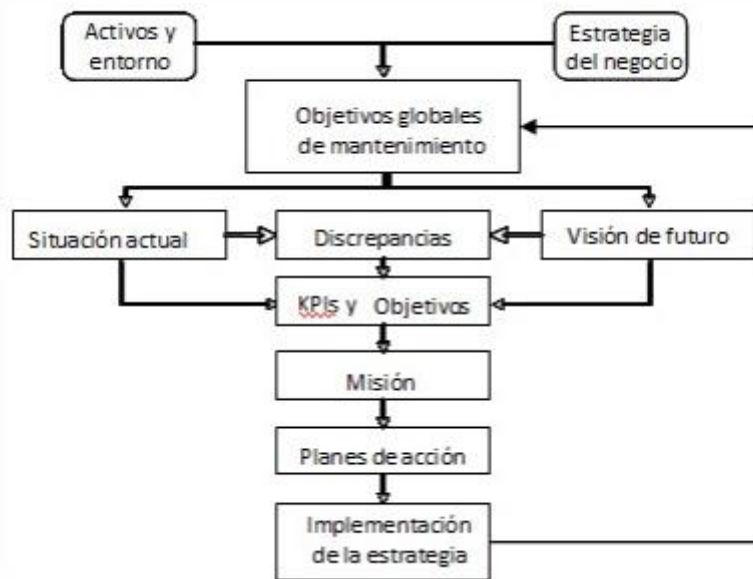 Activos y
entorno
Estrategia
del negocio
Objetivos globales
de mantenimiento
Situación actual
Discrepancias
Visión de futuro
KPIs y Objetivos
Misión
Planes de acción
Implementación
de la estrategia